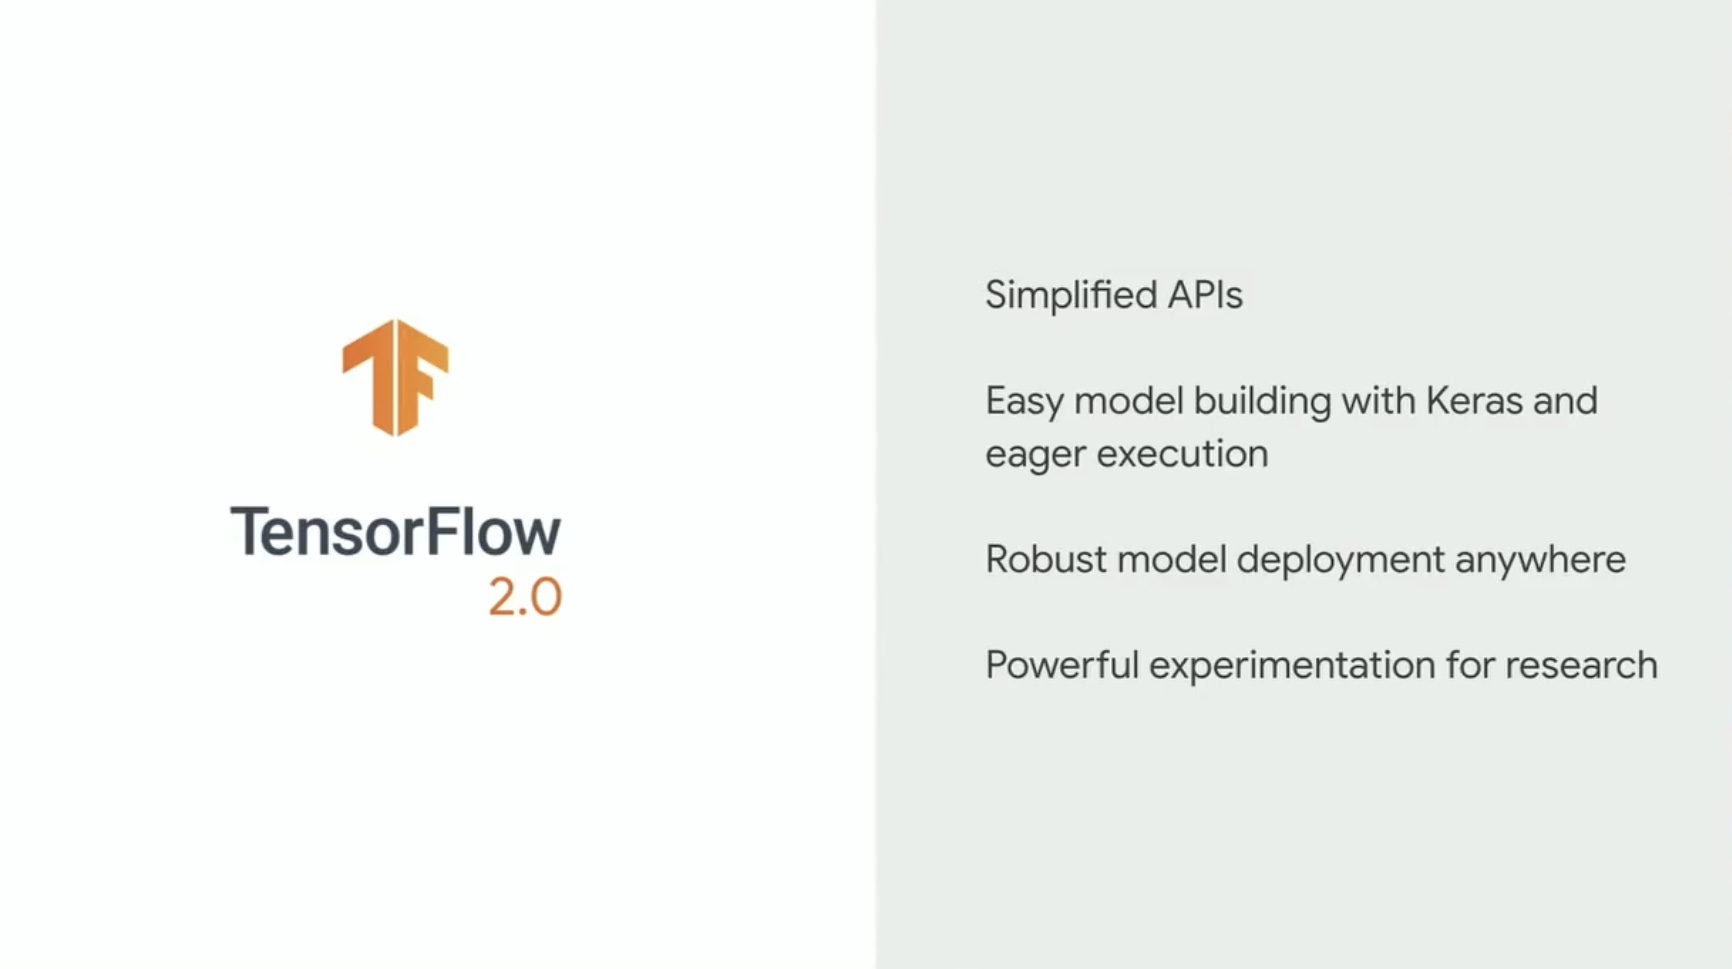 TensorFlow
2.0
Simplified APIs
Easy model building with Keras and
eager execution
Robust model deployment anywhere
Powerful experimentation for research